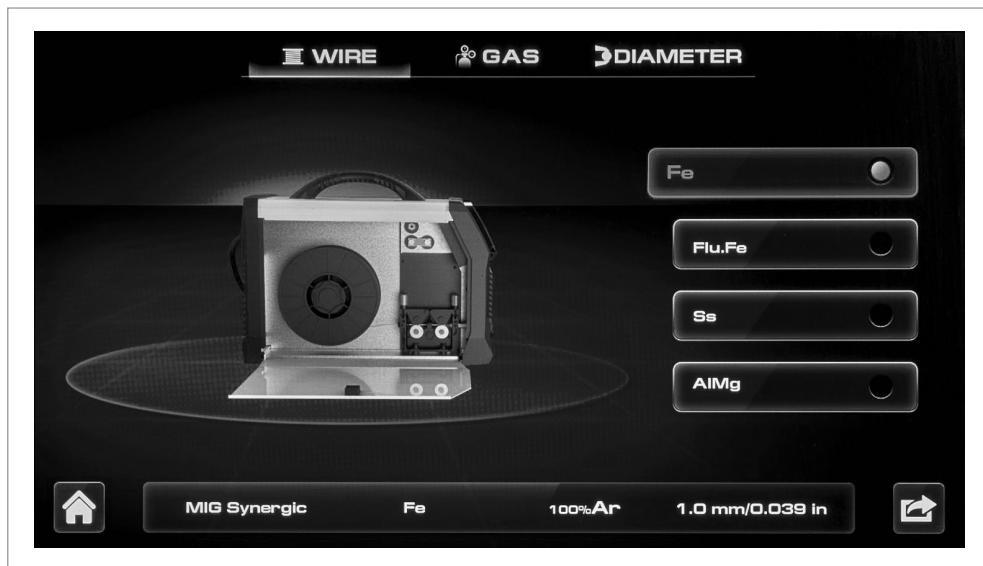 WIRE GAS DIAMETER
Fe
Flu.Fe
Ss
AlMg
MIG Synergic Fe 100%Ar 1.0 mm/0.039 in